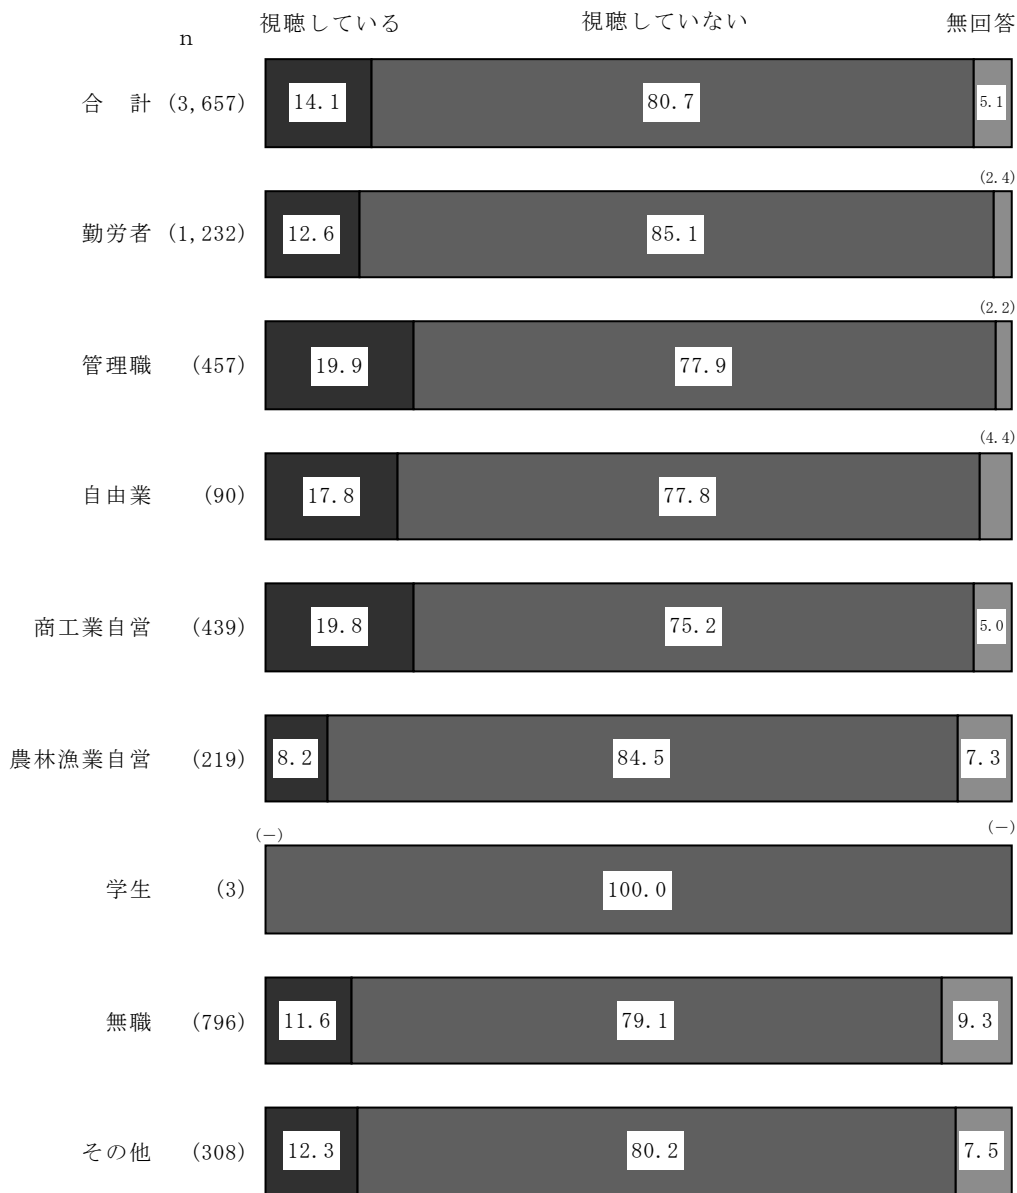 n 視聴している 視聴していない 無回答
合　計 (3,657) 14.1 80.7 5.1
(2.4)
勤労者 (1,232) 12.6 85.1
(2.2)
管理職 (457) 19.9 77.9
(4.4)
自由業 (90) 17.8 77.8
商工業自営 (439) 19.8 75.2 5.0
農林漁業自営 (219) 8.2 84.5 7.3
(−) (−)
学生 (3) 100.0
無職 (796) 11.6 79.1 9.3
その他 (308) 12.3 80.2 7.5